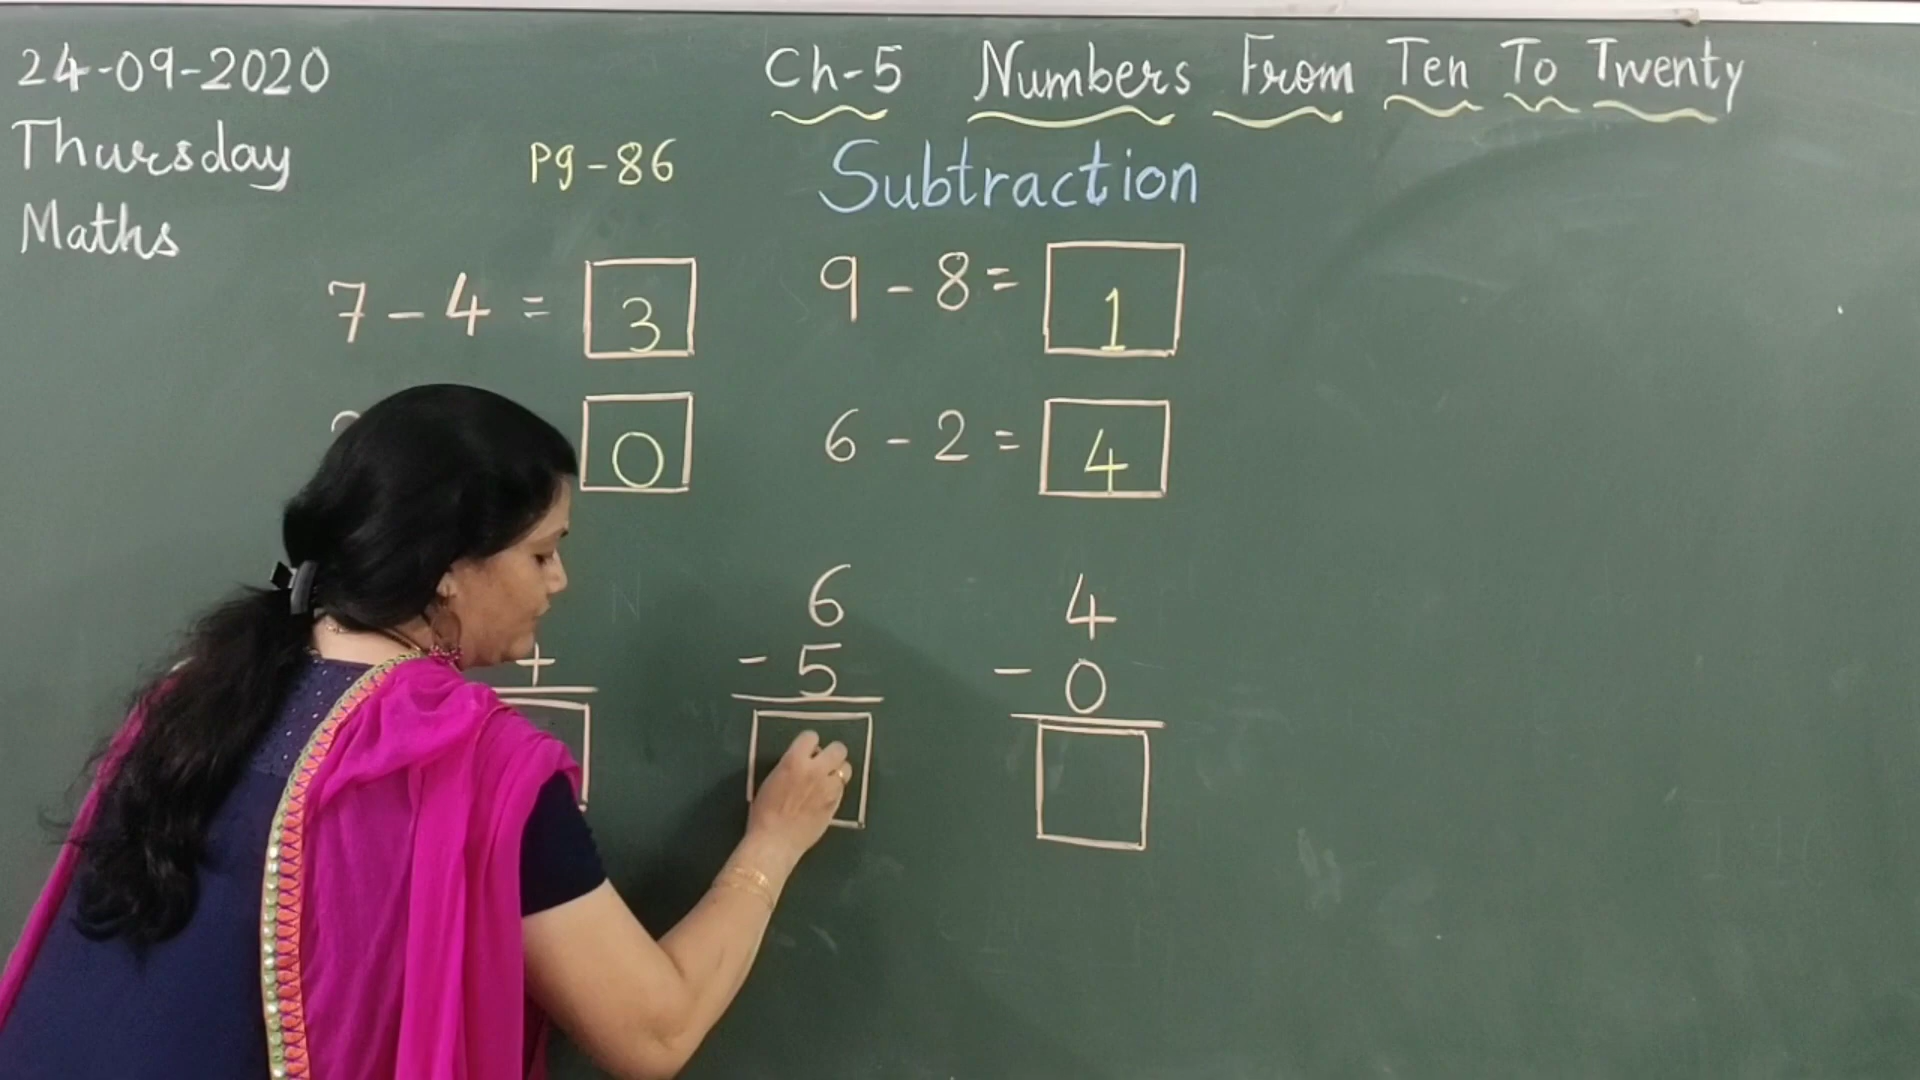 24-09-2020 Ch-5 Numbers From Ten To Twenty
Thursday Pg-86 Subtraction
Maths
7 - 4 = 3 9 - 8 = 1
0 6 - 2 = 4
6 4
- 5 - 0